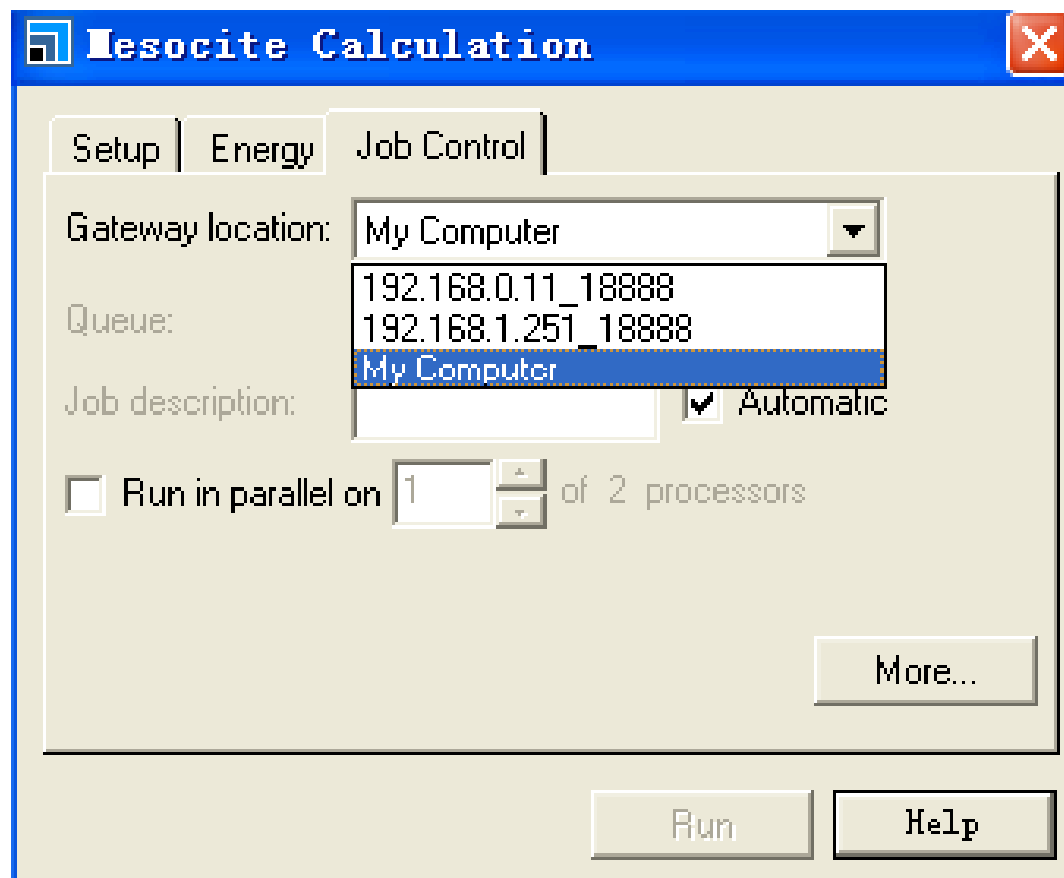 Mesocite Calculation
Setup Energy Job Control
Gateway location: My Computer
192.168.0.11_18888
Queue:
192.168.1.251_18888
My Computer
Job description: Automatic
Run in parallel on 1 of 2 processors
More...
Run Help